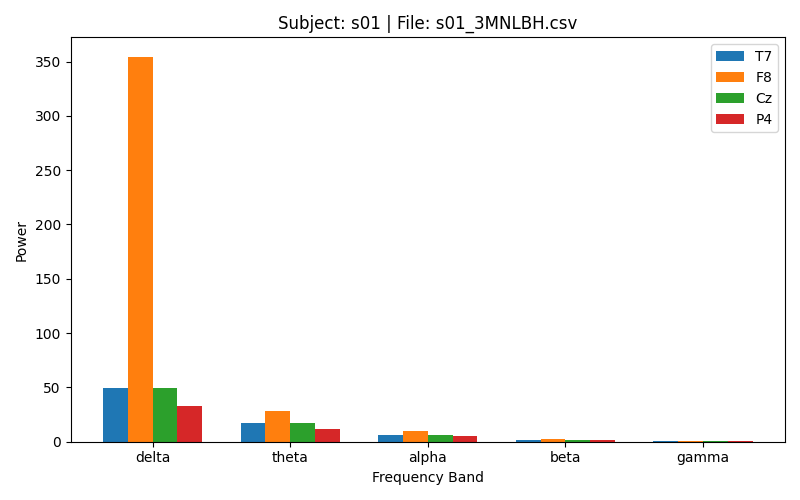 Subject: s01 | File: s01_3MNLBH.csv
T7
F8
Cz
P4
Power
350
300
250
200
150
100
50
0
delta theta alpha beta gamma
Frequency Band